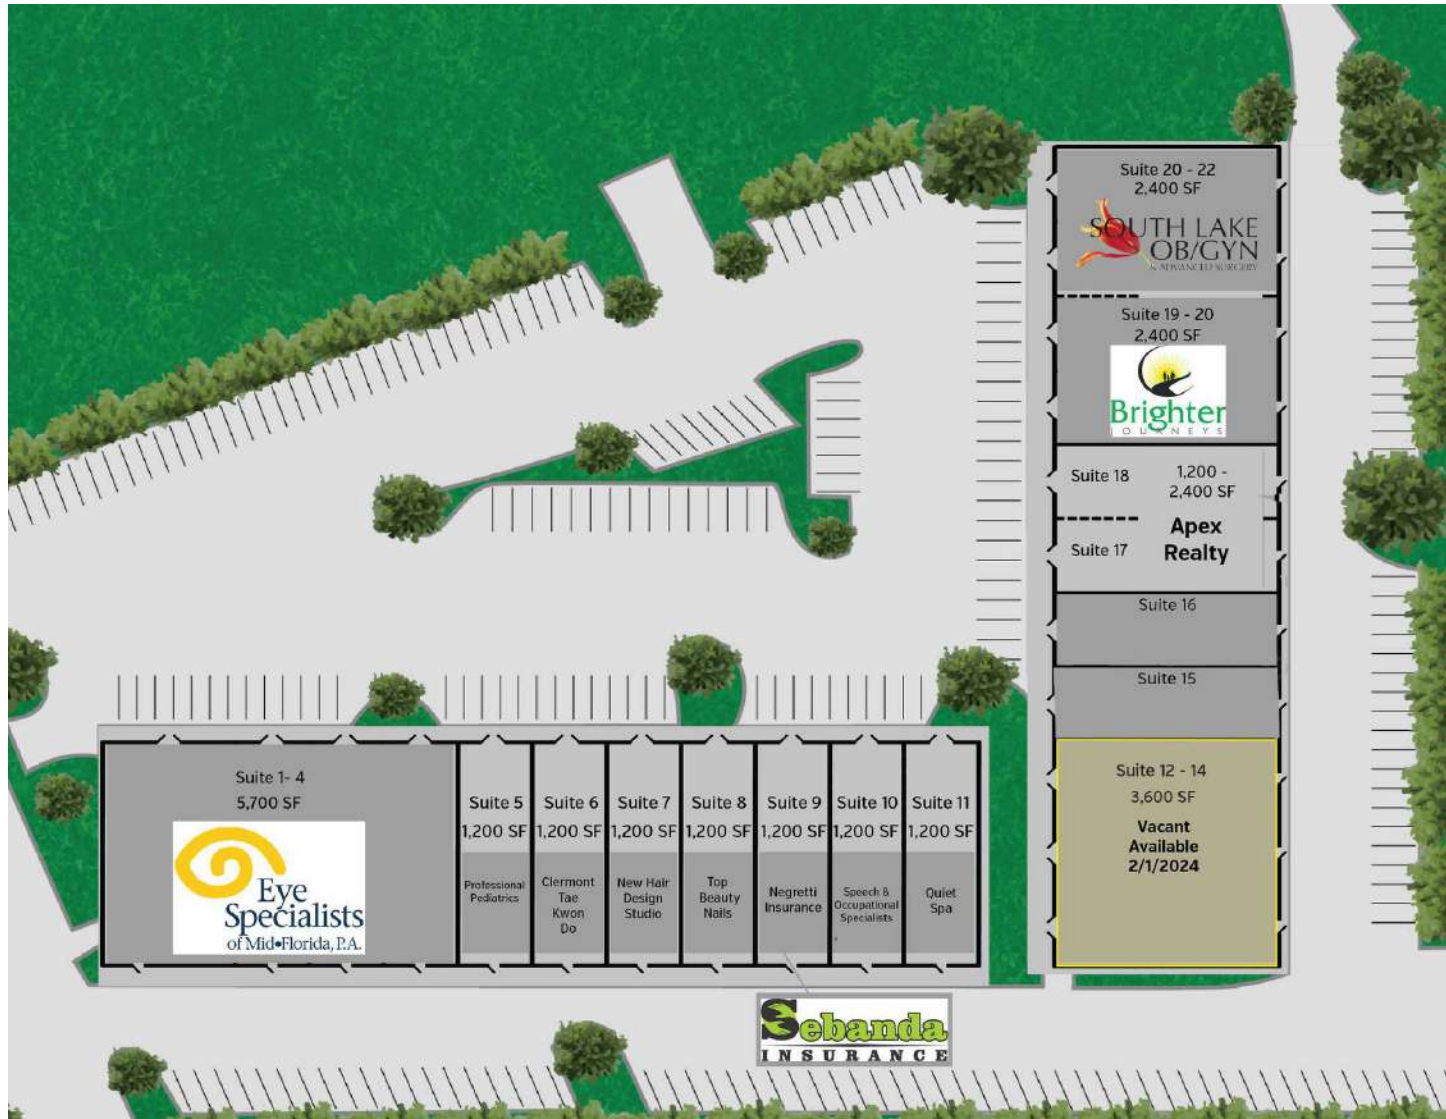 Suite 20 - 22
2,400 SF
SOUTH LAKE
OB/GYN
& ADVANCED SURGERY
Suite 19 - 20
2,400 SF
Brighter
JOURNEYS
Suite 18
1,200 -
2,400 SF
Apex
Realty
Suite 17
Suite 16
Suite 15
Suite 12 - 14
3,600 SF
Vacant
Available
2/1/2024
Suite 1- 4
5,700 SF
Eye
Specialists
of Mid•Florida, P.A.
Suite 5
1,200 SF
Professional
Pediatrics
Suite 6
1,200 SF
Clermont
Tae
Kwon
Do
Suite 7
1,200 SF
New Hair
Design
Studio
Suite 8
1,200 SF
Top
Beauty
Nails
Suite 9
1,200 SF
Negretti
Insurance
Suite 10
1,200 SF
Speech &
Occupational
Specialists
Suite 11
1,200 SF
Quiet
Spa
Sebanda
INSURANCE